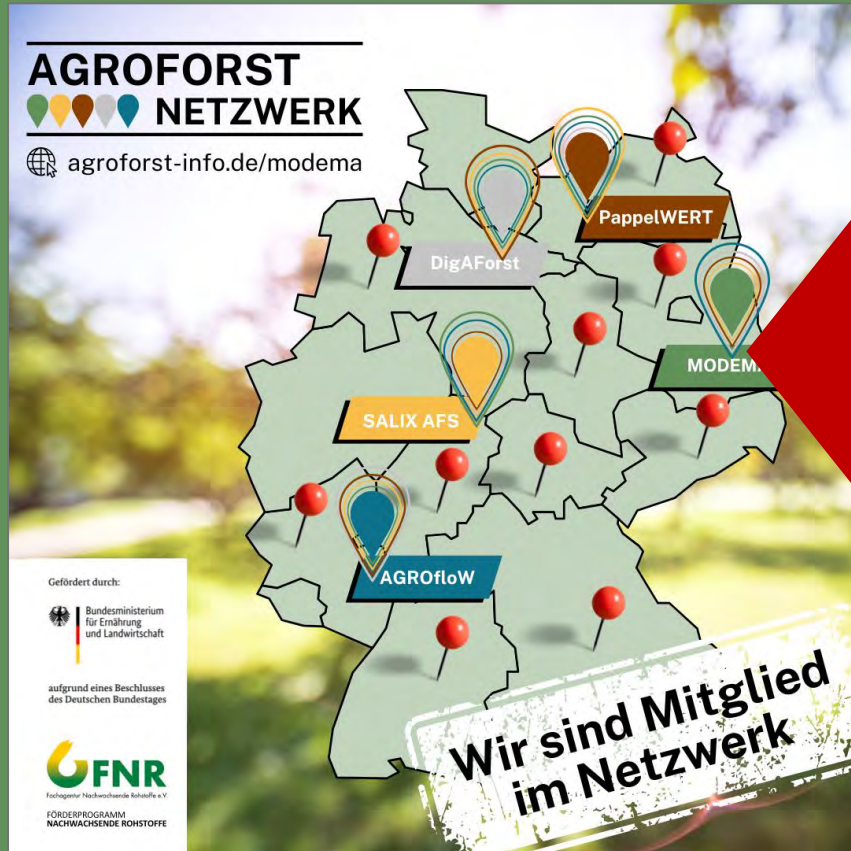 AGROFORST
NETZWERK
agroforst-info.de/modema
PappelWERT
DigAForst
SALIX AFS
AGROfloW
Gefördert durch:
Bundesministerium
für Ernährung
und Landwirtschaft
aufgrund eines Beschlusses
des Deutschen Bundestages
FNR
Fachagentur Nachwachsende Rohstoffe e.V.
FÖRDERPROGRAMM
NACHWACHSENDE ROHSTOFFE
Wir sind Mitglied
im Netzwerk